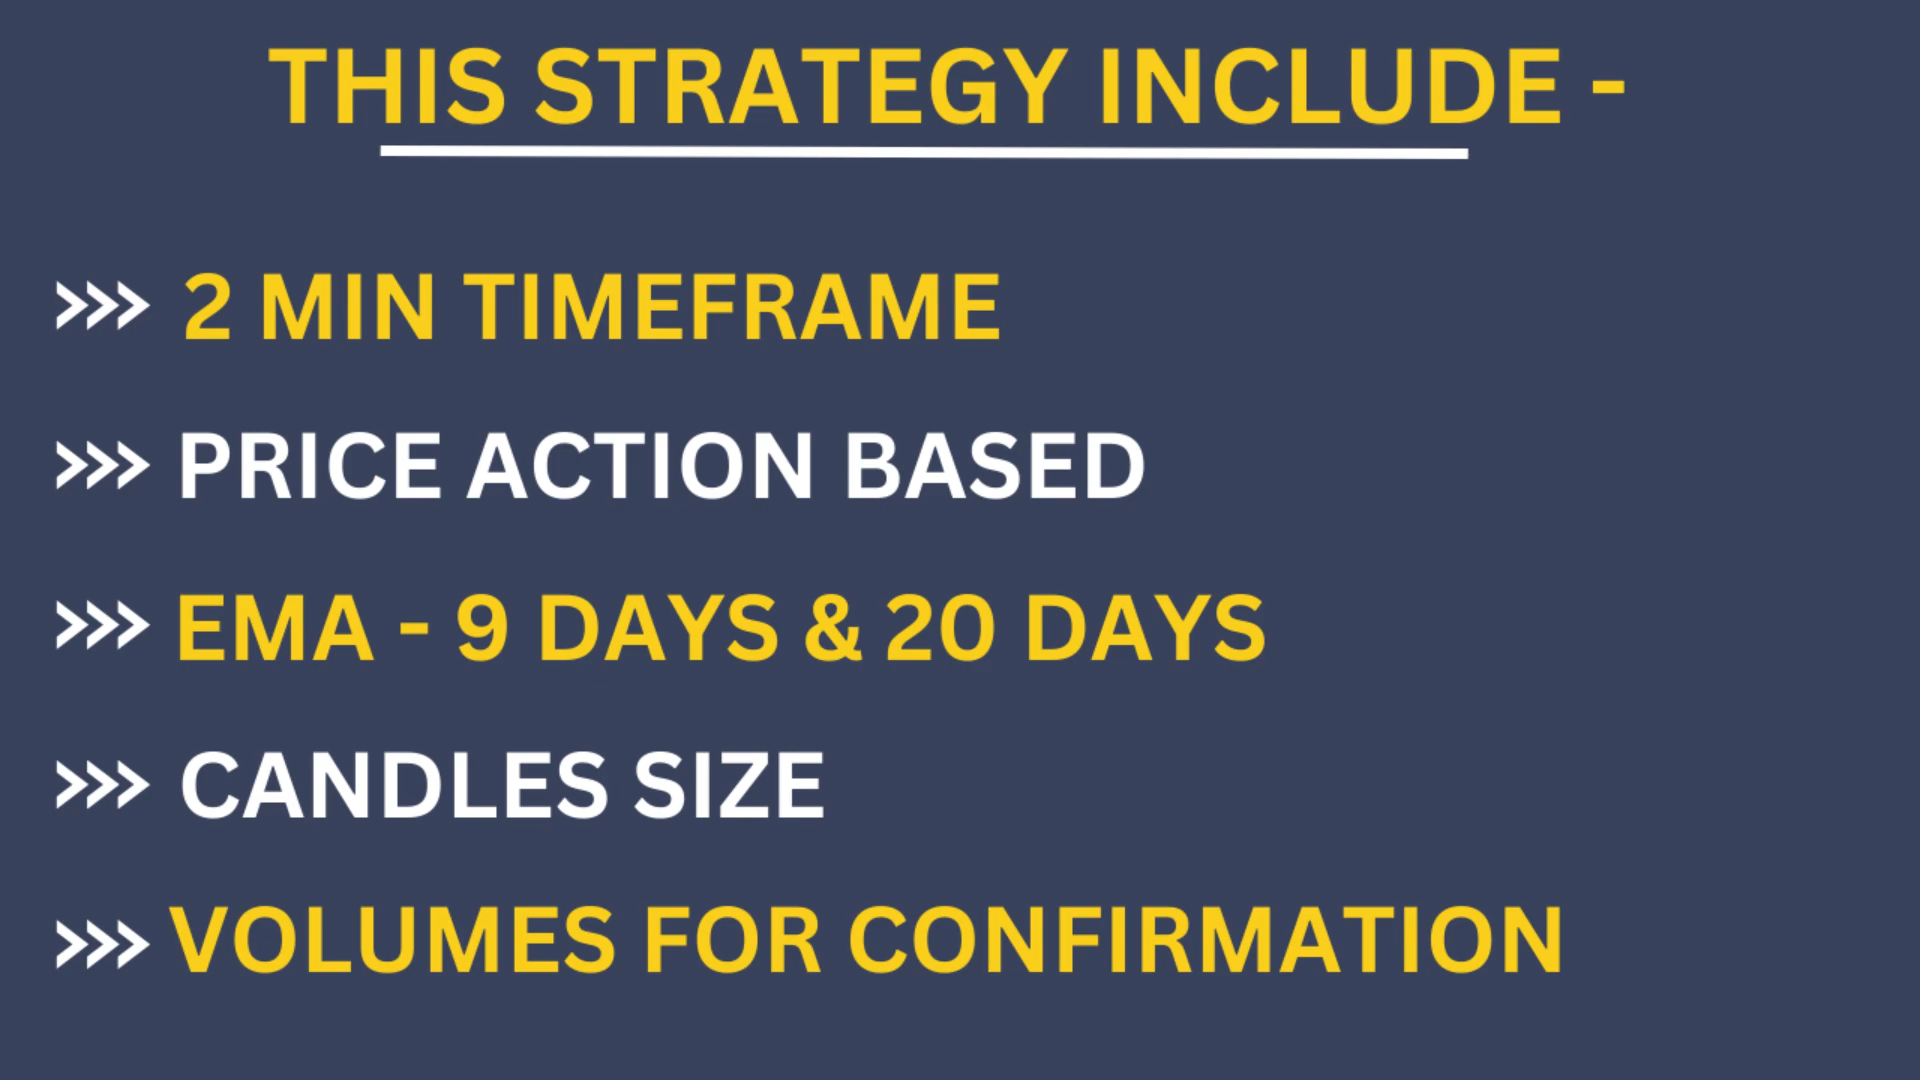 THIS STRATEGY INCLUDE -
>>> 2 MIN TIMEFRAME
>>> PRICE ACTION BASED
>>> EMA - 9 DAYS & 20 DAYS
>>> CANDLES SIZE
>>> VOLUMES FOR CONFIRMATION